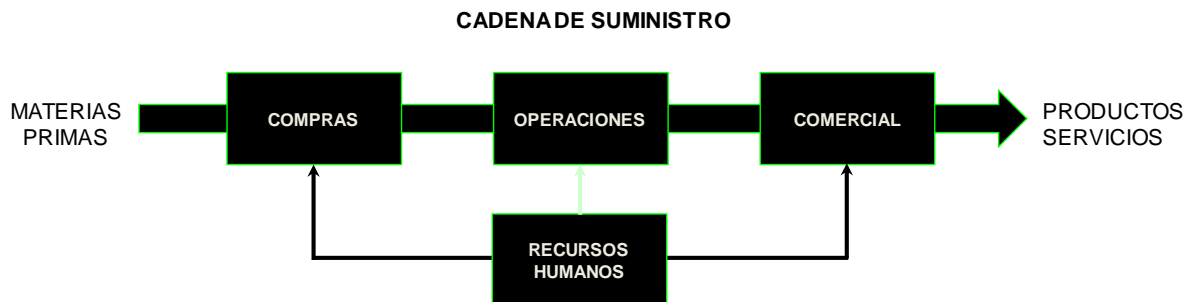 CADENA DE SUMINISTRO
MATERIAS
PRIMAS
COMPRAS
OPERACIONES
COMERCIAL
PRODUCTOS
SERVICIOS
RECURSOS
HUMANOS